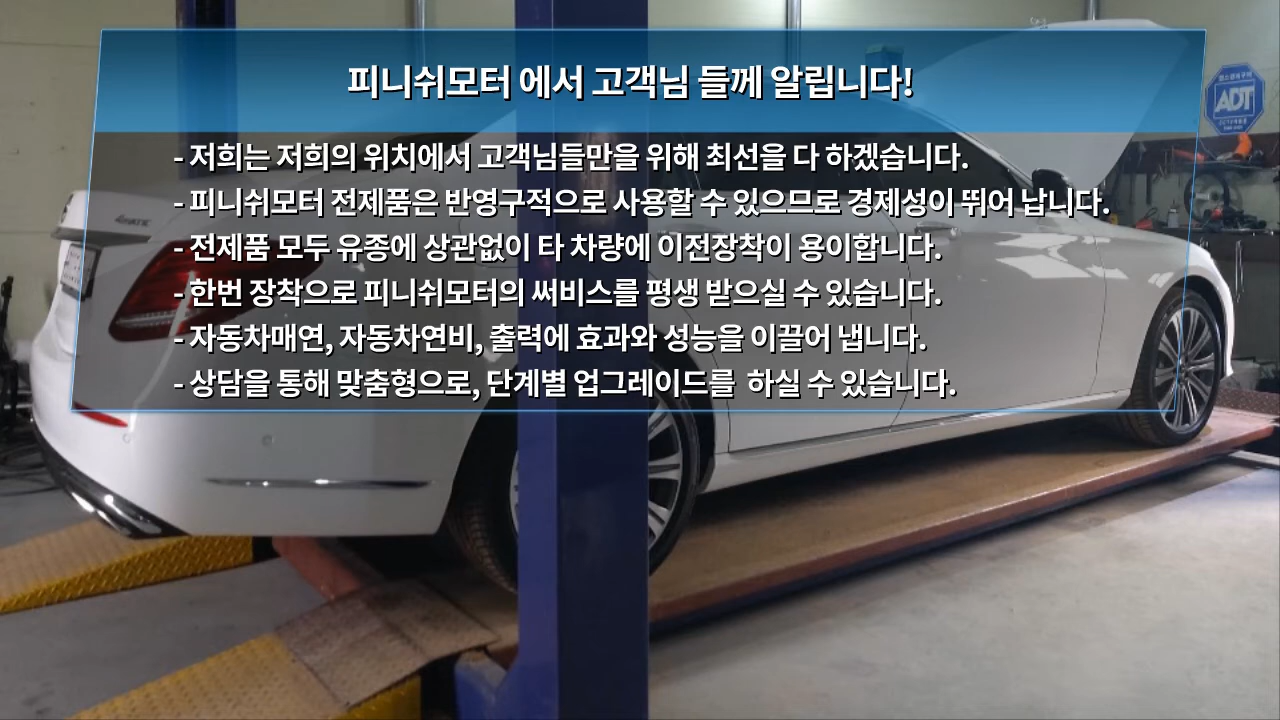 피니쉬모터 에서 고객님 들께 알립니다!
- 저희는 저희의 위치에서 고객님들만을 위해 최선을 다 하겠습니다.
- 피니쉬모터 전제품은 반영구적으로 사용할 수 있으므로 경제성이 뛰어 납니다.
- 전제품 모두 유종에 상관없이 타 차량에 이전장착이 용이합니다.
- 한번 장착으로 피니쉬모터의 써비스를 평생 받으실 수 있습니다.
- 자동차매연, 자동차연비, 출력에 효과와 성능을 이끌어 냅니다.
- 상담을 통해 맞춤형으로, 단계별 업그레이드를  하실 수 있습니다.
ADT
4MATIC